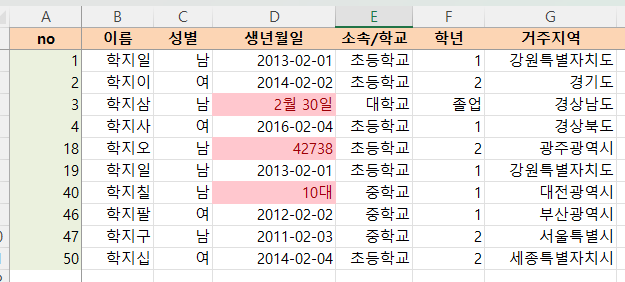 A B C D E F G
no 이름 성별 생년월일 소속/학교 학년 거주지역
1 학지일 남 2013-02-01 초등학교 1 강원특별자치도
2 학지이 여 2014-02-02 초등학교 2 경기도
3 학지삼 남 2월 30일 대학교 졸업 경상남도
4 학지사 여 2016-02-04 초등학교 1 경상북도
18 학지오 남 42738 초등학교 2 광주광역시
19 학지일 남 2013-02-01 초등학교 1 강원특별자치도
40 학지칠 남 10대 중학교 1 대전광역시
46 학지팔 여 2012-02-02 중학교 1 부산광역시
47 학지구 남 2011-02-03 중학교 2 서울특별시
50 학지십 여 2014-02-04 초등학교 2 세종특별자치시